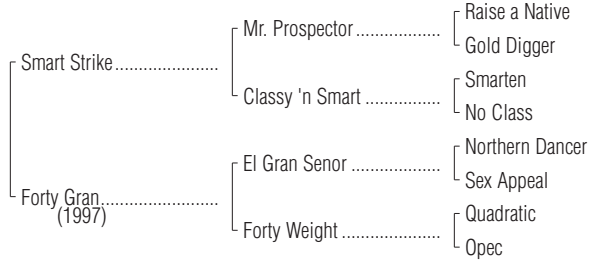 Raise a Native
Mr. Prospector ..................
Gold Digger
Smart Strike......................
Smarten
Classy 'n Smart ................
No Class
Northern Dancer
El Gran Senor ...................
Sex Appeal
Forty Gran.........................
(1997)
Quadratic
Forty Weight .....................
Opec